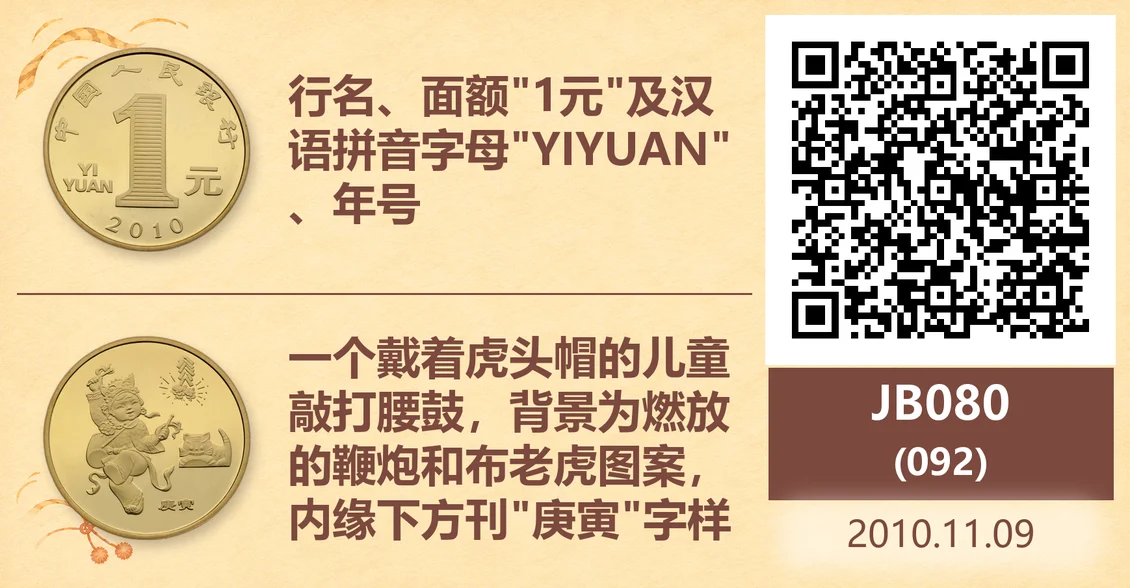 中国人民银行
1
YI
YUAN
元
2010
行名、面额"1元"及汉
语拼音字母"YIYUAN"
、年号
庚寅
一个戴着虎头帽的儿童
敲打腰鼓，背景为燃放
的鞭炮和布老虎图案，
内缘下方刊"庚寅"字样
JB080
(092)
2010.11.09